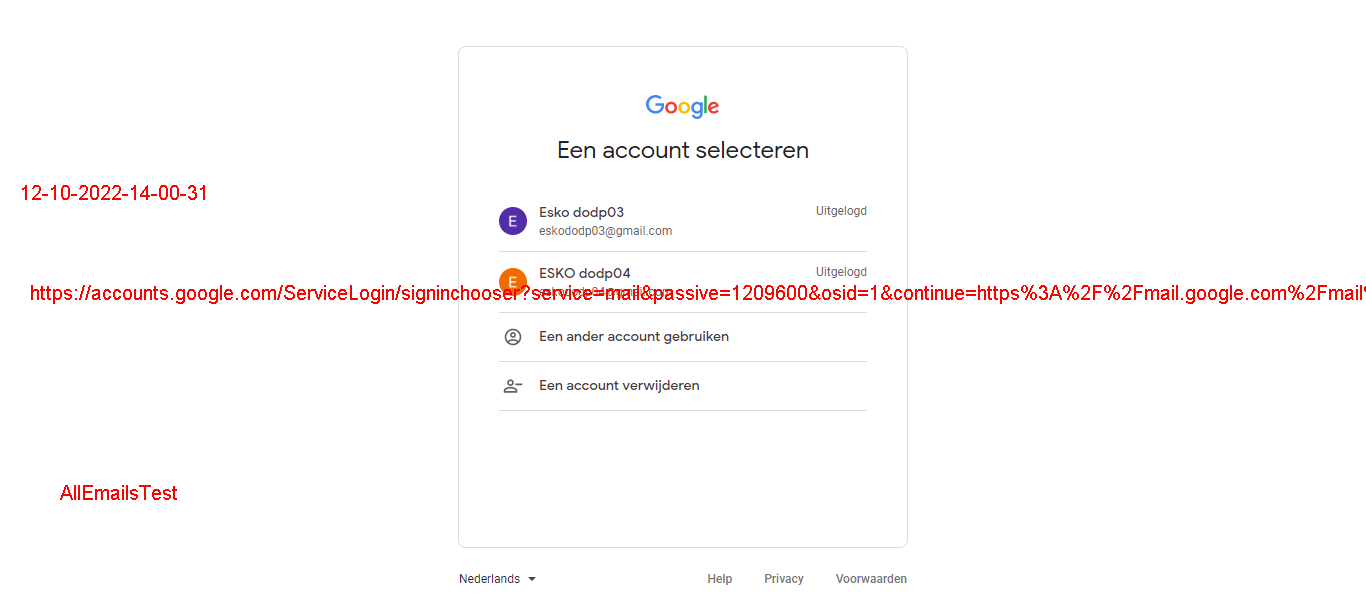 Google
Een account selecteren
12-10-2022-14-00-31
E
Esko dodp03
Uitgelogd
eskododp03@gmail.com
E
ESKO dodp04
Uitgelogd
https://accounts.google.com/ServiceLogin/signinchooser?service=mail&passive=1209600&osid=1&continue=https%3A%2F%2Fmail.google.com%2Fmail%
Een ander account gebruiken
Een account verwijderen
AllEmailsTest
Nederlands
Help
Privacy
Voorwaarden